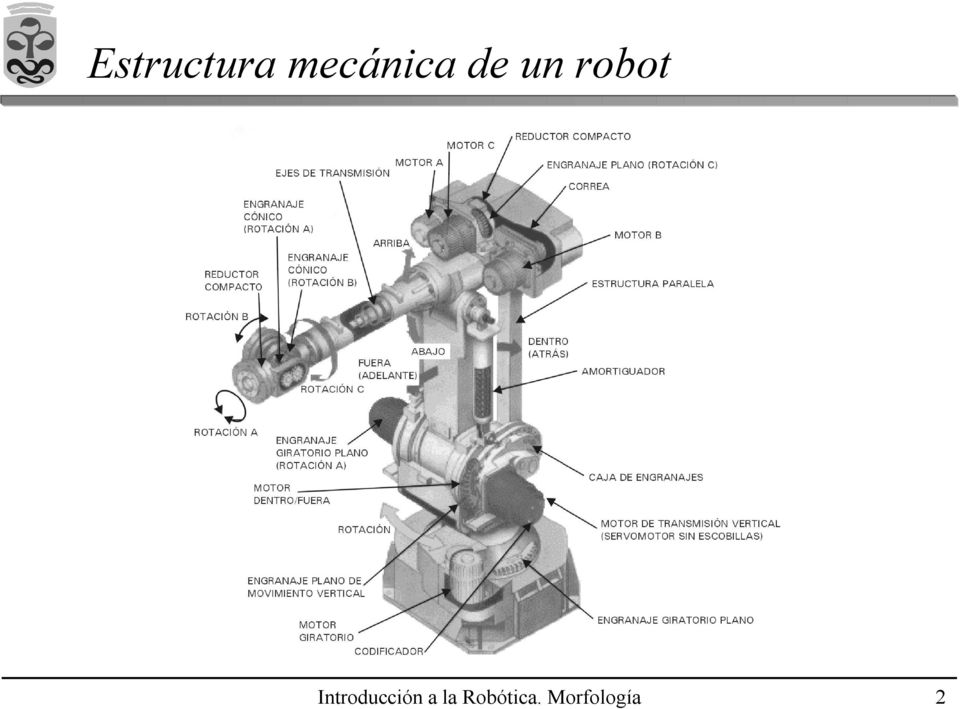 Estructura mecánica de un robot
REDUCTOR COMPACTO
MOTOR C
MOTOR A
ENGRANAJE PLANO (ROTACIÓN C)
EJES DE TRANSMISIÓN
CORREA
ENGRANAJE
CÓNICO
(ROTACIÓN A)
MOTOR B
ARRIBA
ENGRANAJE
CÓNICO
(ROTACIÓN B)
REDUCTOR
COMPACTO
ESTRUCTURA PARALELA
ROTACIÓN B
DENTRO
(ATRÁS)
ABAJO
FUERA
(ADELANTE)
AMORTIGUADOR
ROTACIÓN C
ROTACIÓN A
ENGRANAJE
GIRATORIO PLANO
(ROTACIÓN A)
CAJA DE ENGRANAJES
MOTOR
DENTRO/FUERA
ROTACIÓN
MOTOR DE TRANSMISIÓN VERTICAL
(SERVOMOTOR SIN ESCOBILLAS)
ENGRANAJE PLANO DE
MOVIMIENTO VERTICAL
ENGRANAJE GIRATORIO PLANO
MOTOR
GIRATORIO
CODIFICADOR
Introducción a la Robótica. Morfología 2